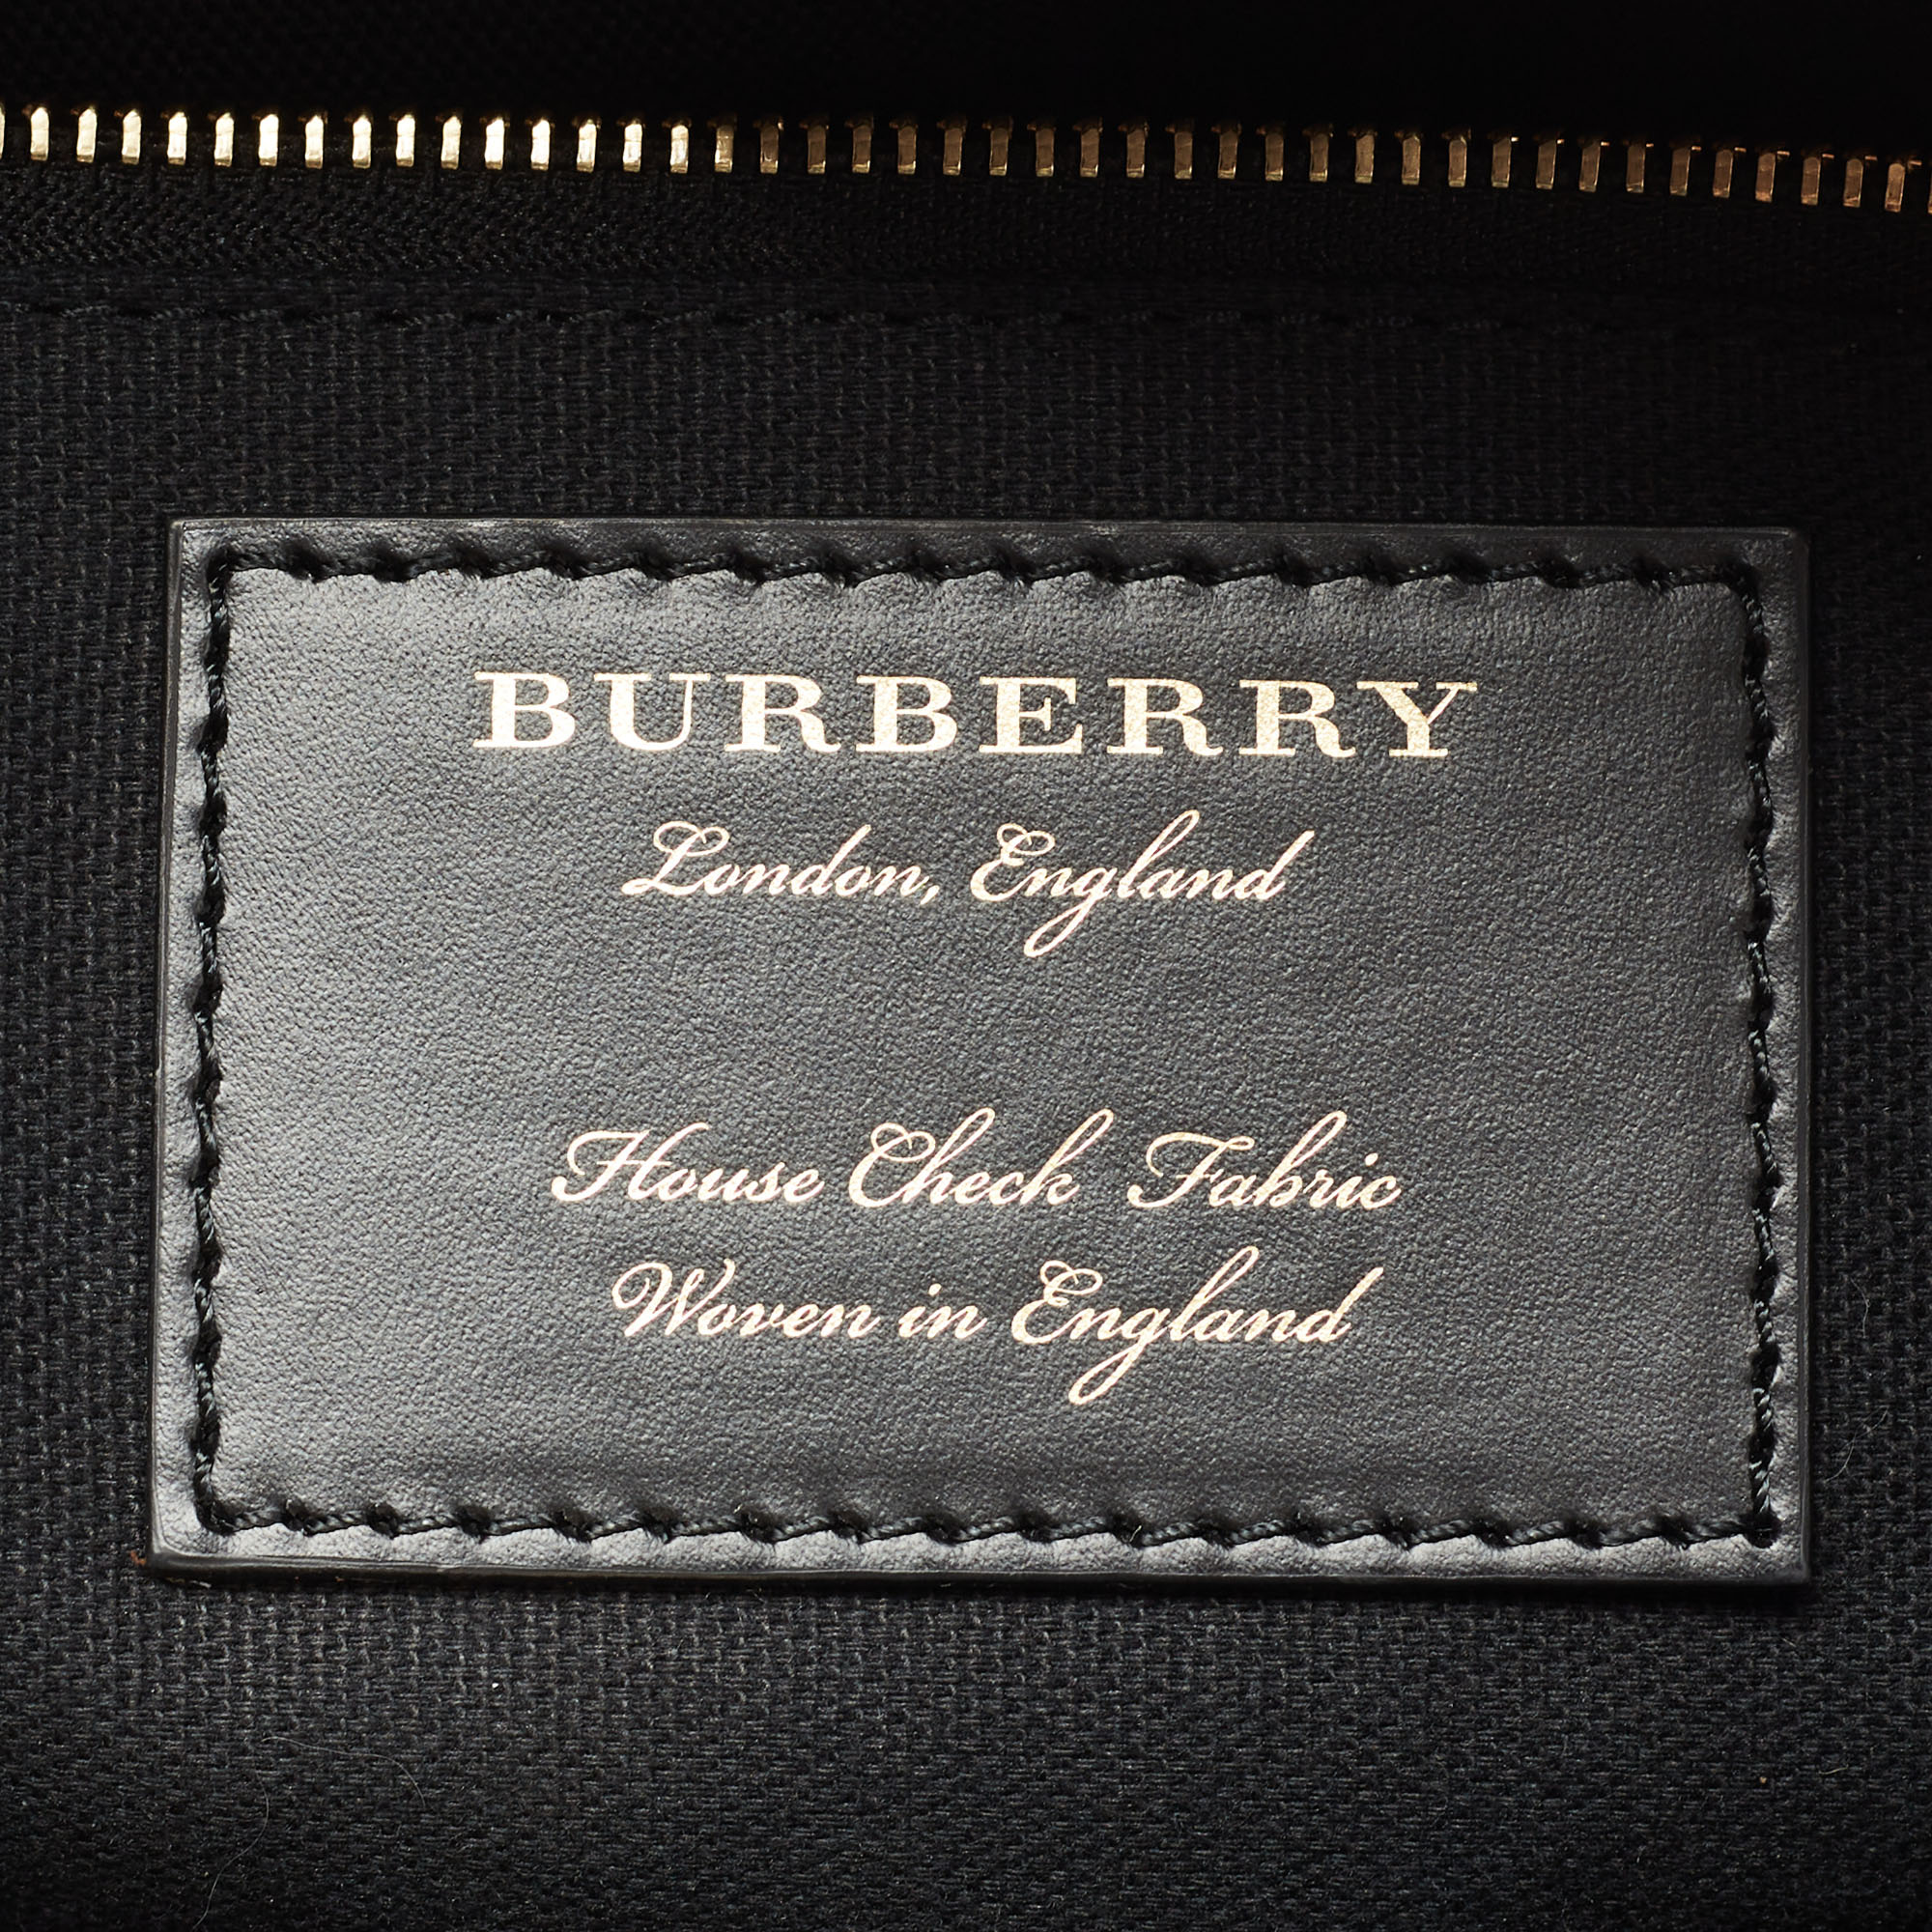 BURBERRY
London, England
House Check Fabric
Woven in England